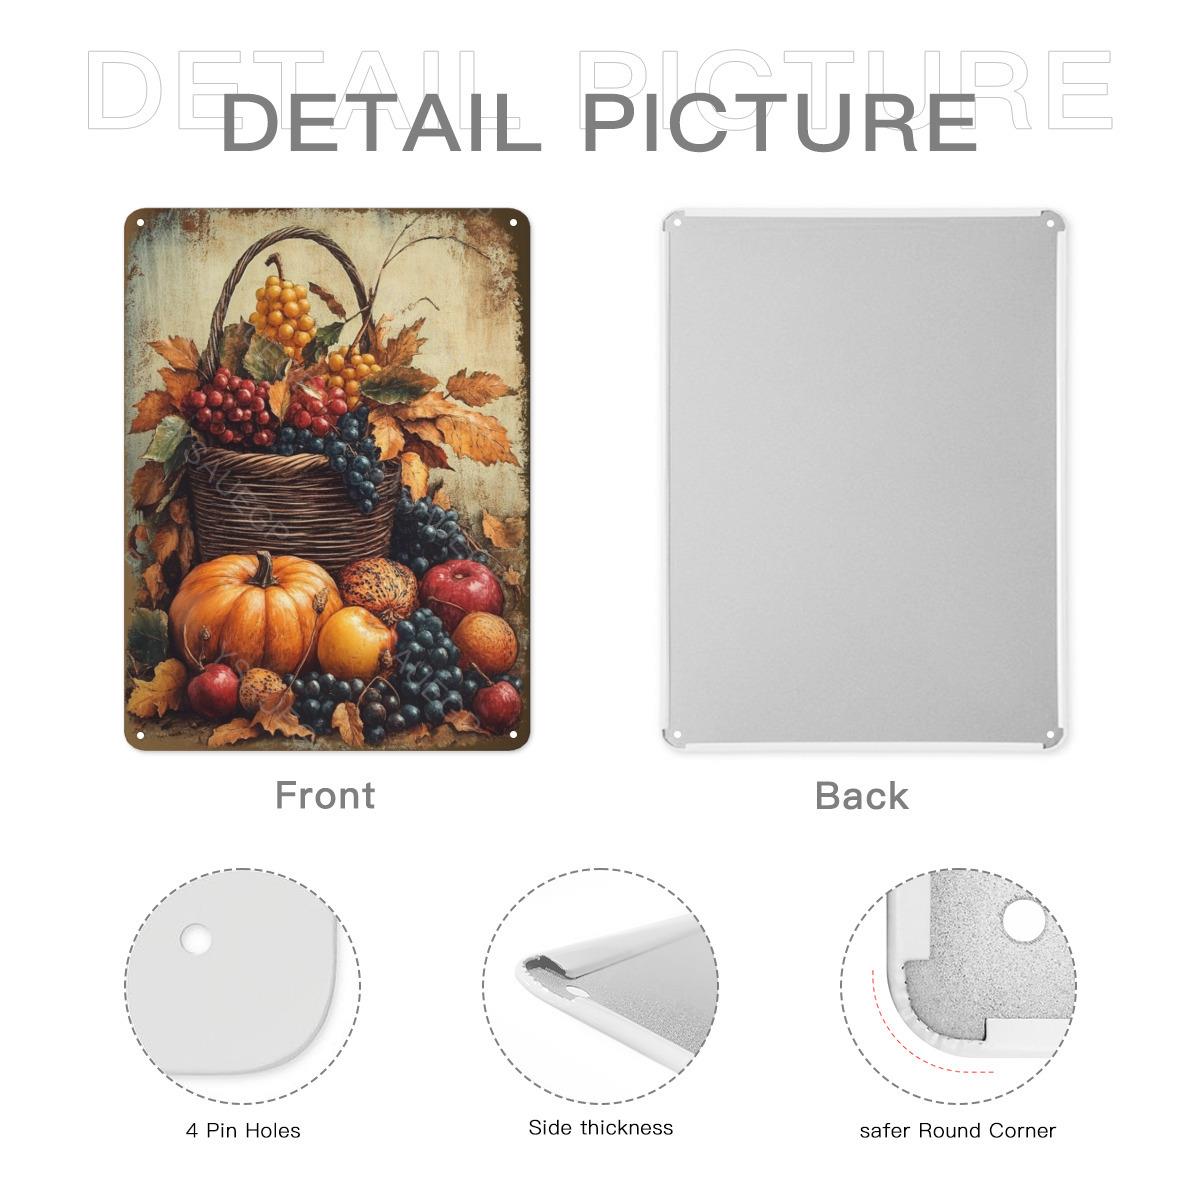 DETAIL PICTURE
DETAIL PICTURE
Front
Back
4 Pin Holes
Side thickness
safer Round Corner